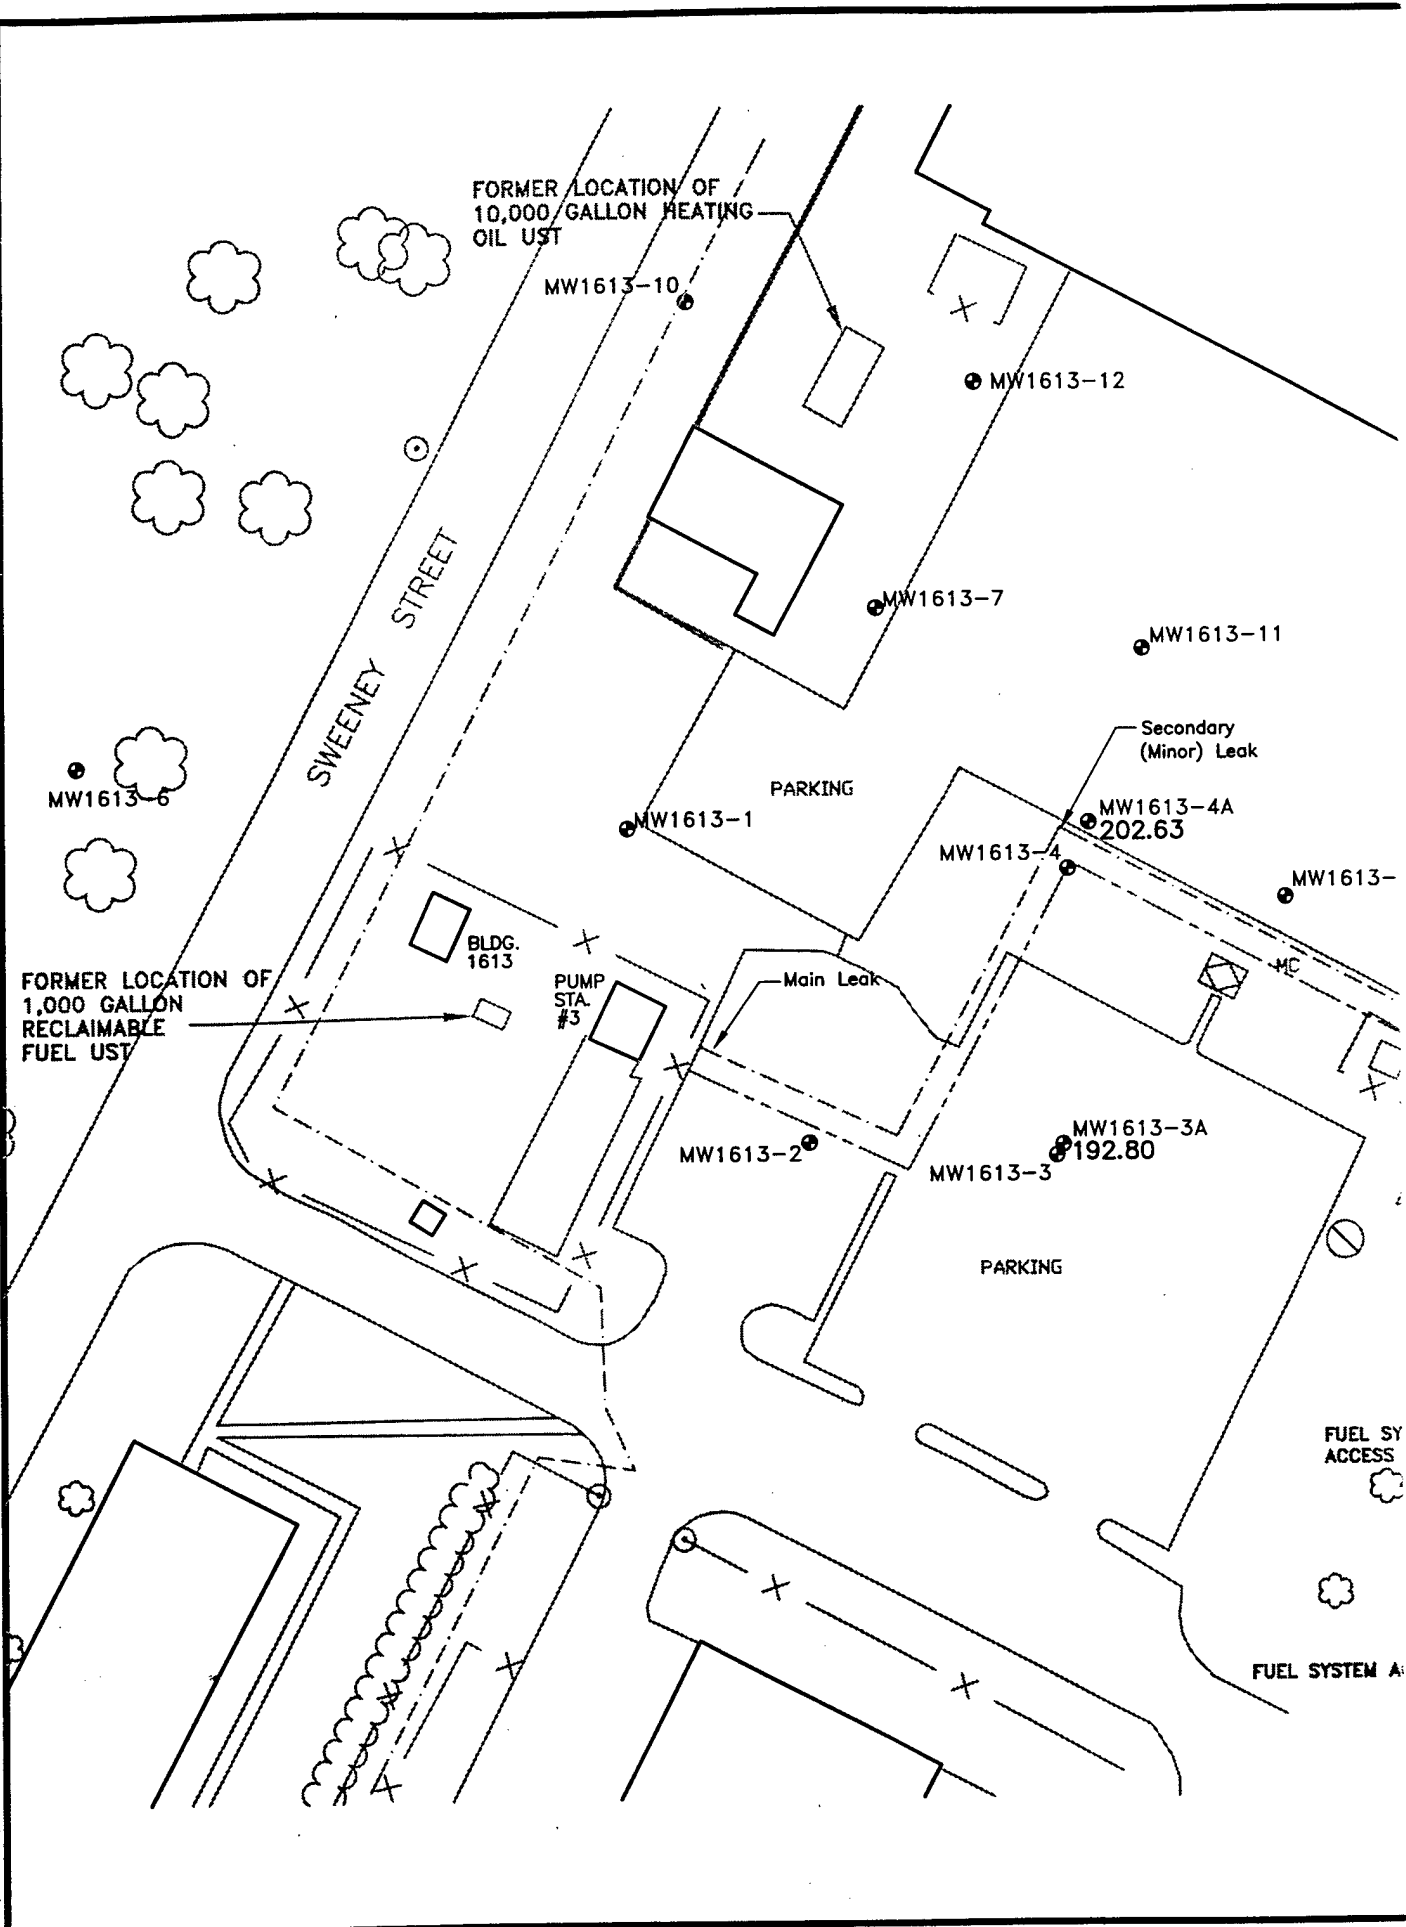 FORMER LOCATION OF
10,000 GALLON HEATING
OIL UST
MW1613-10
MW1613-12
SWEENEY STREET
MW1613-7
MW1613-11
Secondary
(Minor) Leak
MW1613-6
PARKING
MW1613-1
MW1613-4A
202.63
MW1613-4
MW1613-
BLDG.
1613
PUMP
STA.
#3
Main Leak
MC
FORMER LOCATION OF
1,000 GALLON
RECLAIMABLE
FUEL UST
MW1613-2
MW1613-3A
192.80
MW1613-3
PARKING
FUEL SY
ACCESS
FUEL SYSTEM A